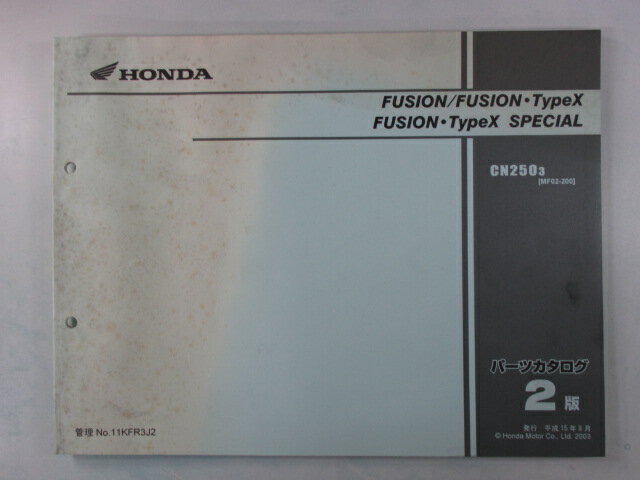 HONDA
FUSION/FUSION・TypeX
FUSION・TypeX SPECIAL
CN2503
[MF02-200]
パーツカタログ
2版
管理 No.11KFR3J2
発行 平成15年8月
© Honda Motor Co., Ltd. 2003